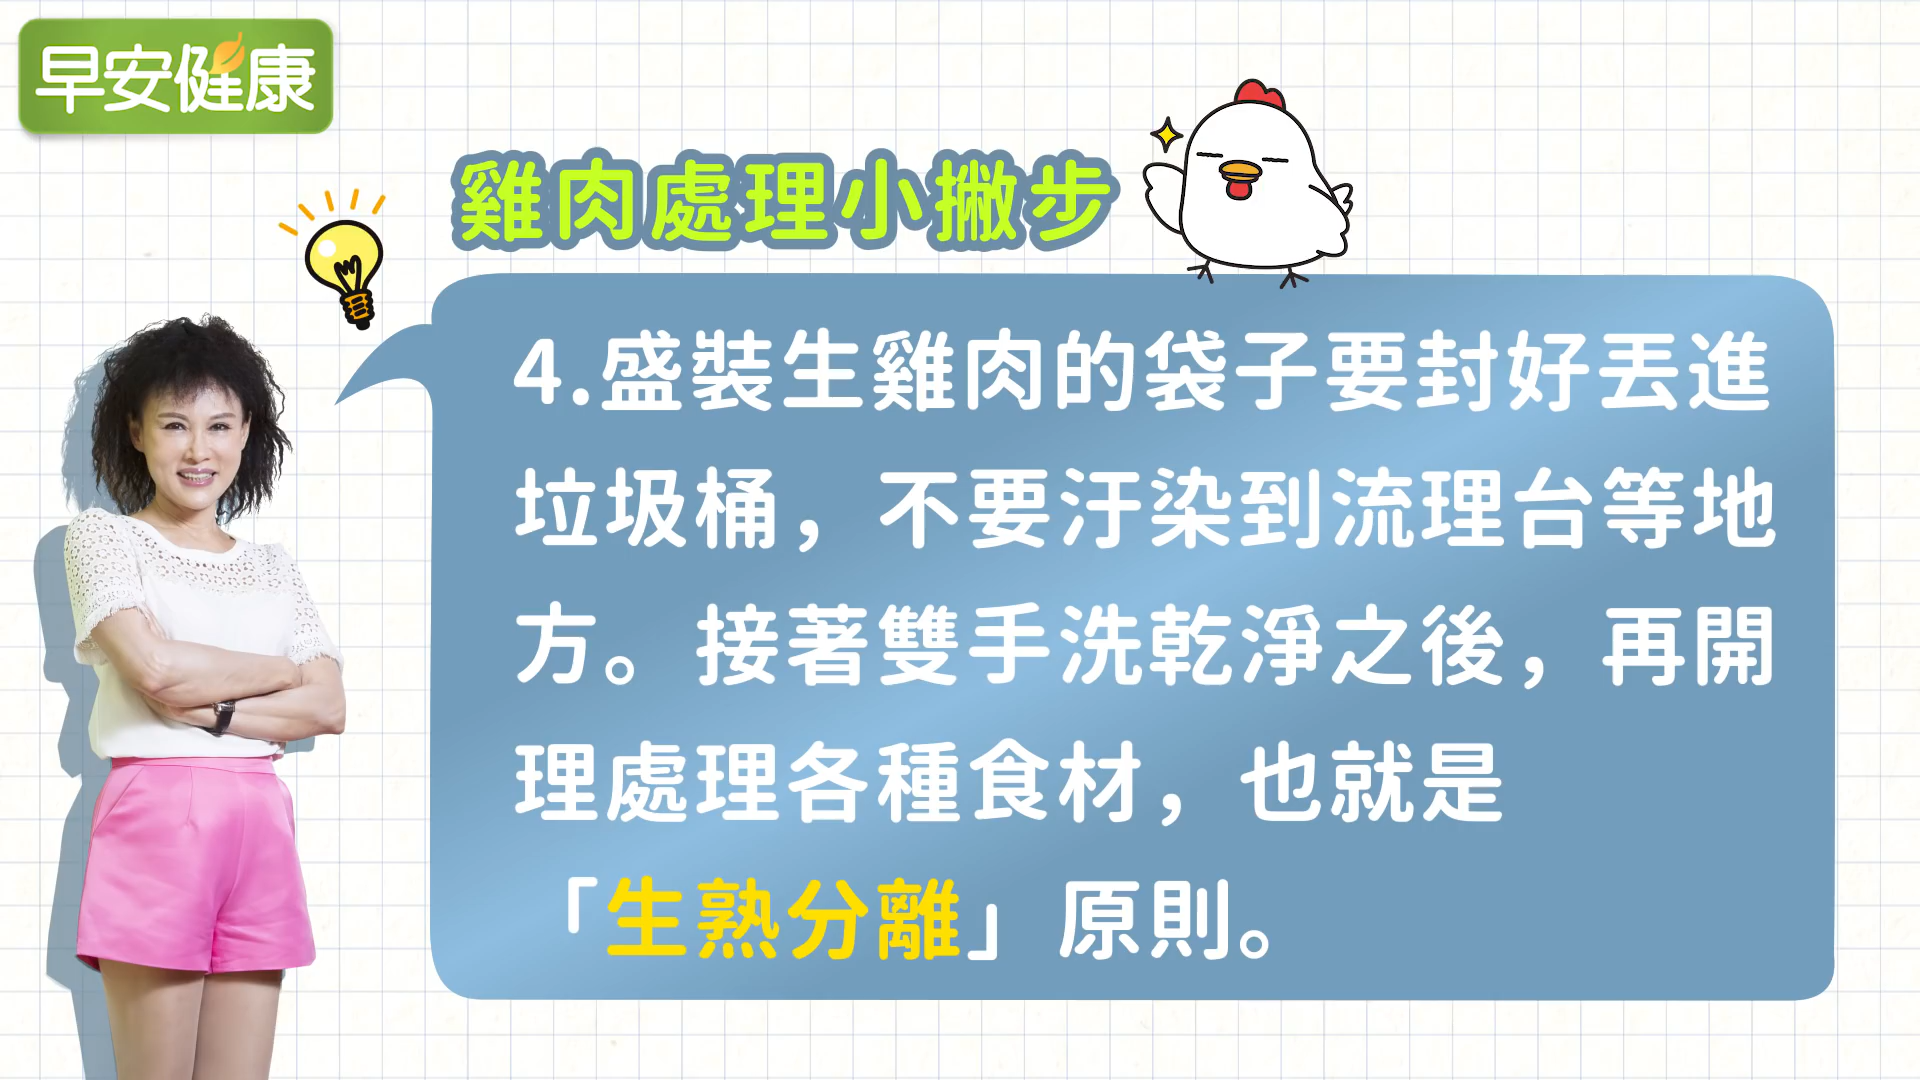 早安健康
雞肉處理小撇步
4.盛裝生雞肉的袋子要封好丟進
垃圾桶，不要汙染到流理台等地
方。接著雙手洗乾淨之後，再開
理處理各種食材，也就是
「生熟分離」原則。